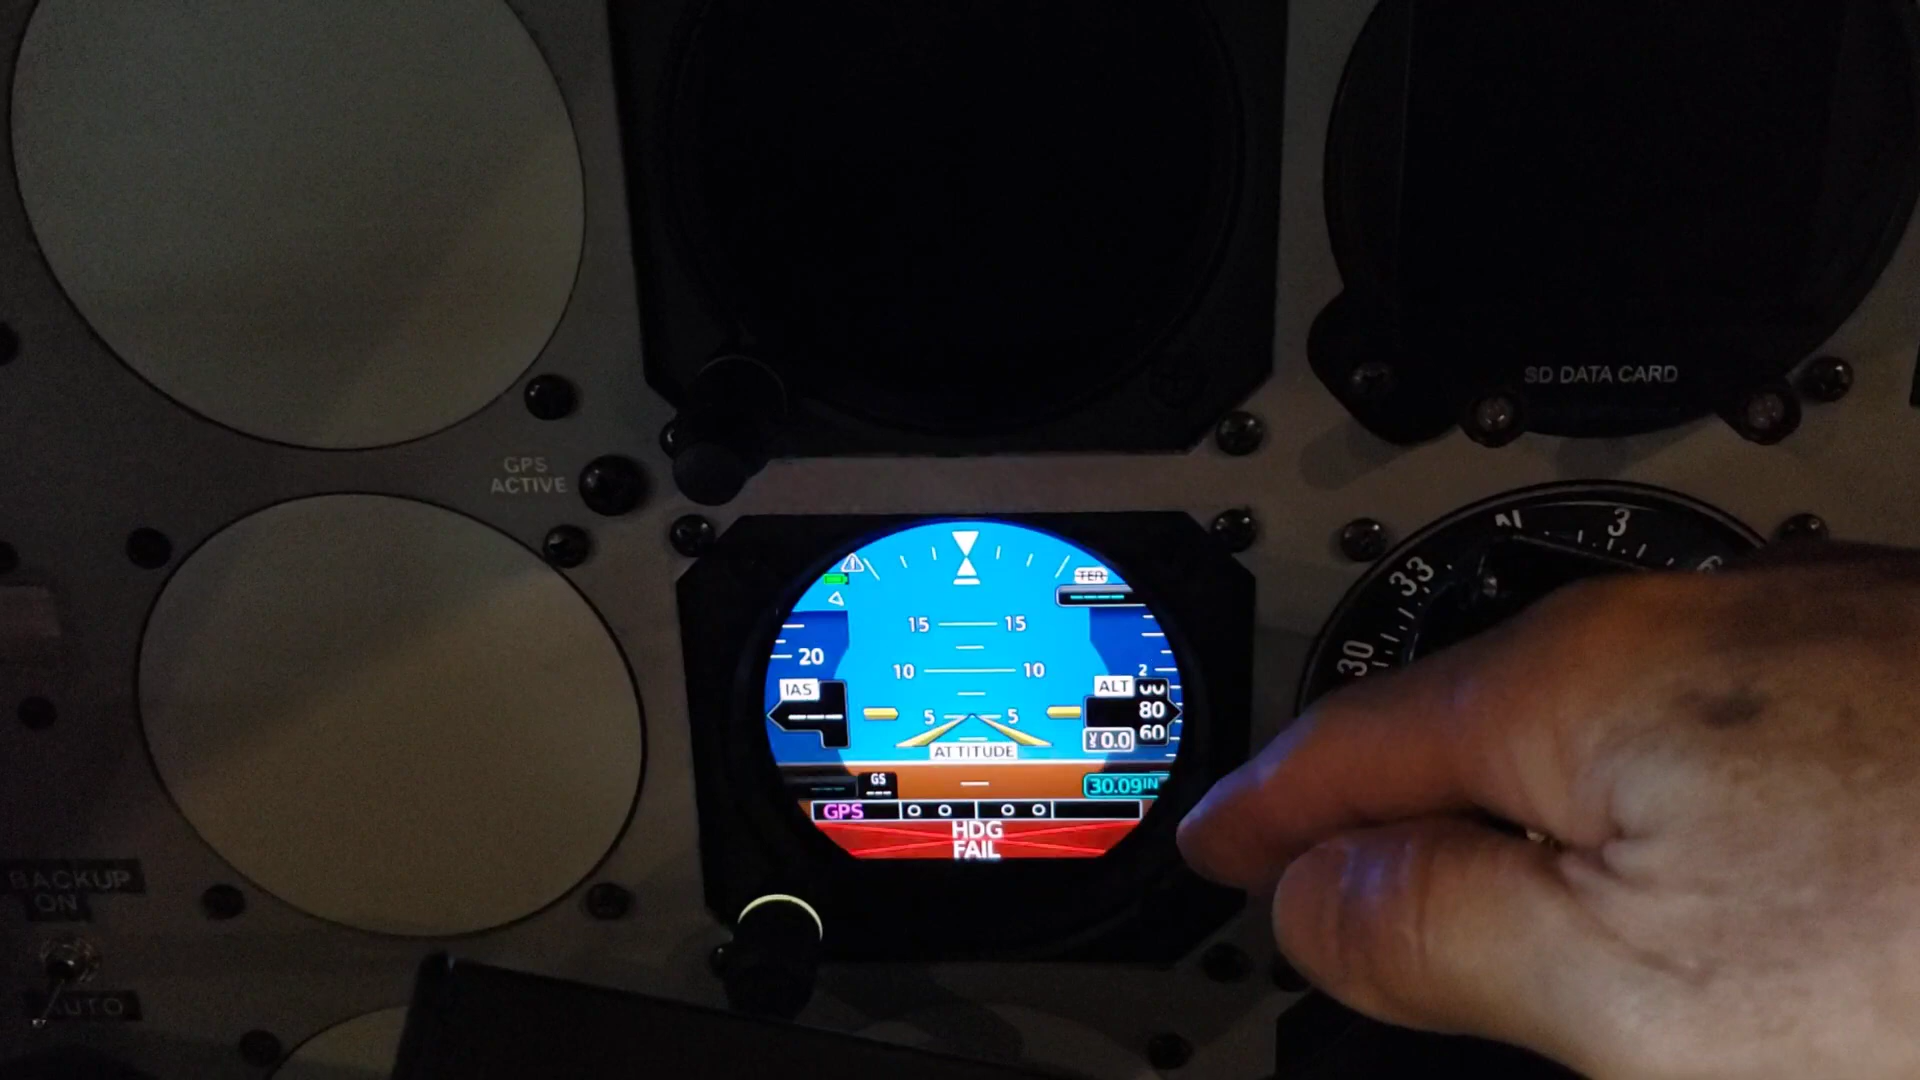 SD DATA CARD
GPS
ACTIVE
3
33
30
TER
15 15
20
10 10
2
IAS
ALT 00
80
5 5
60
V S 0.0
ATTITUDE
GS
30.09IN
GPS
HDG
FAIL
BACKUP
ON
AUTO